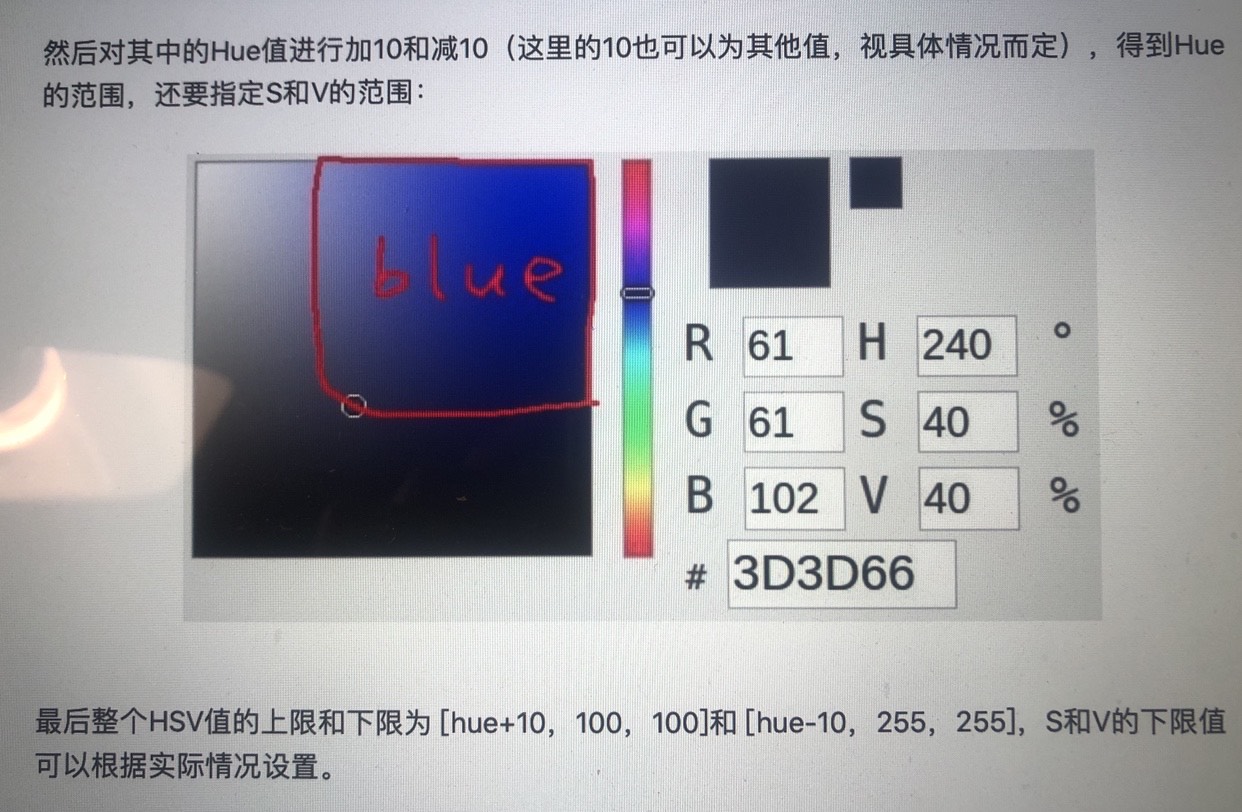 然后对其中的Hue值进行加10和减10（这里的10也可以为其他值，视具体情况而定），得到Hue
的范围，还要指定S和V的范围：
blue
R 61 H 240 °
G 61 S 40 %
B 102 V 40 %
# 3D3D66
最后整个HSV值的上限和下限为 [hue+10，100，100]和 [hue-10，255，255]，S和V的下限值
可以根据实际情况设置。